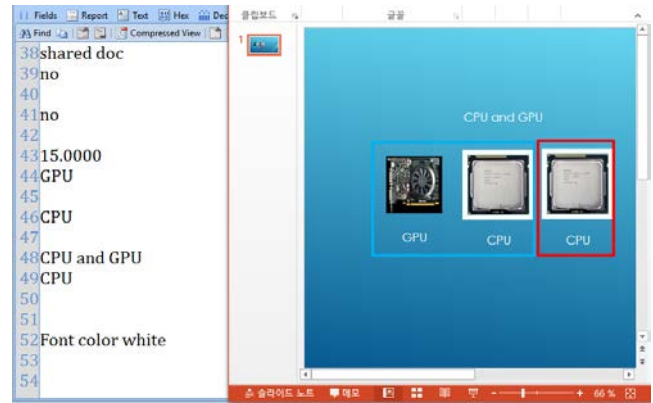 Fields Report Text Hex Dec
Find Compressed View
38 shared doc
39 no
40
41 no
42
43 15.0000
44 GPU
45
46 CPU
47
48 CPU and GPU
49 CPU
50
51
52 Font color white
53
54
클립보드 글꼴
1
CPU and GPU
GPU CPU CPU
슬라이드 노트 메모 66 %